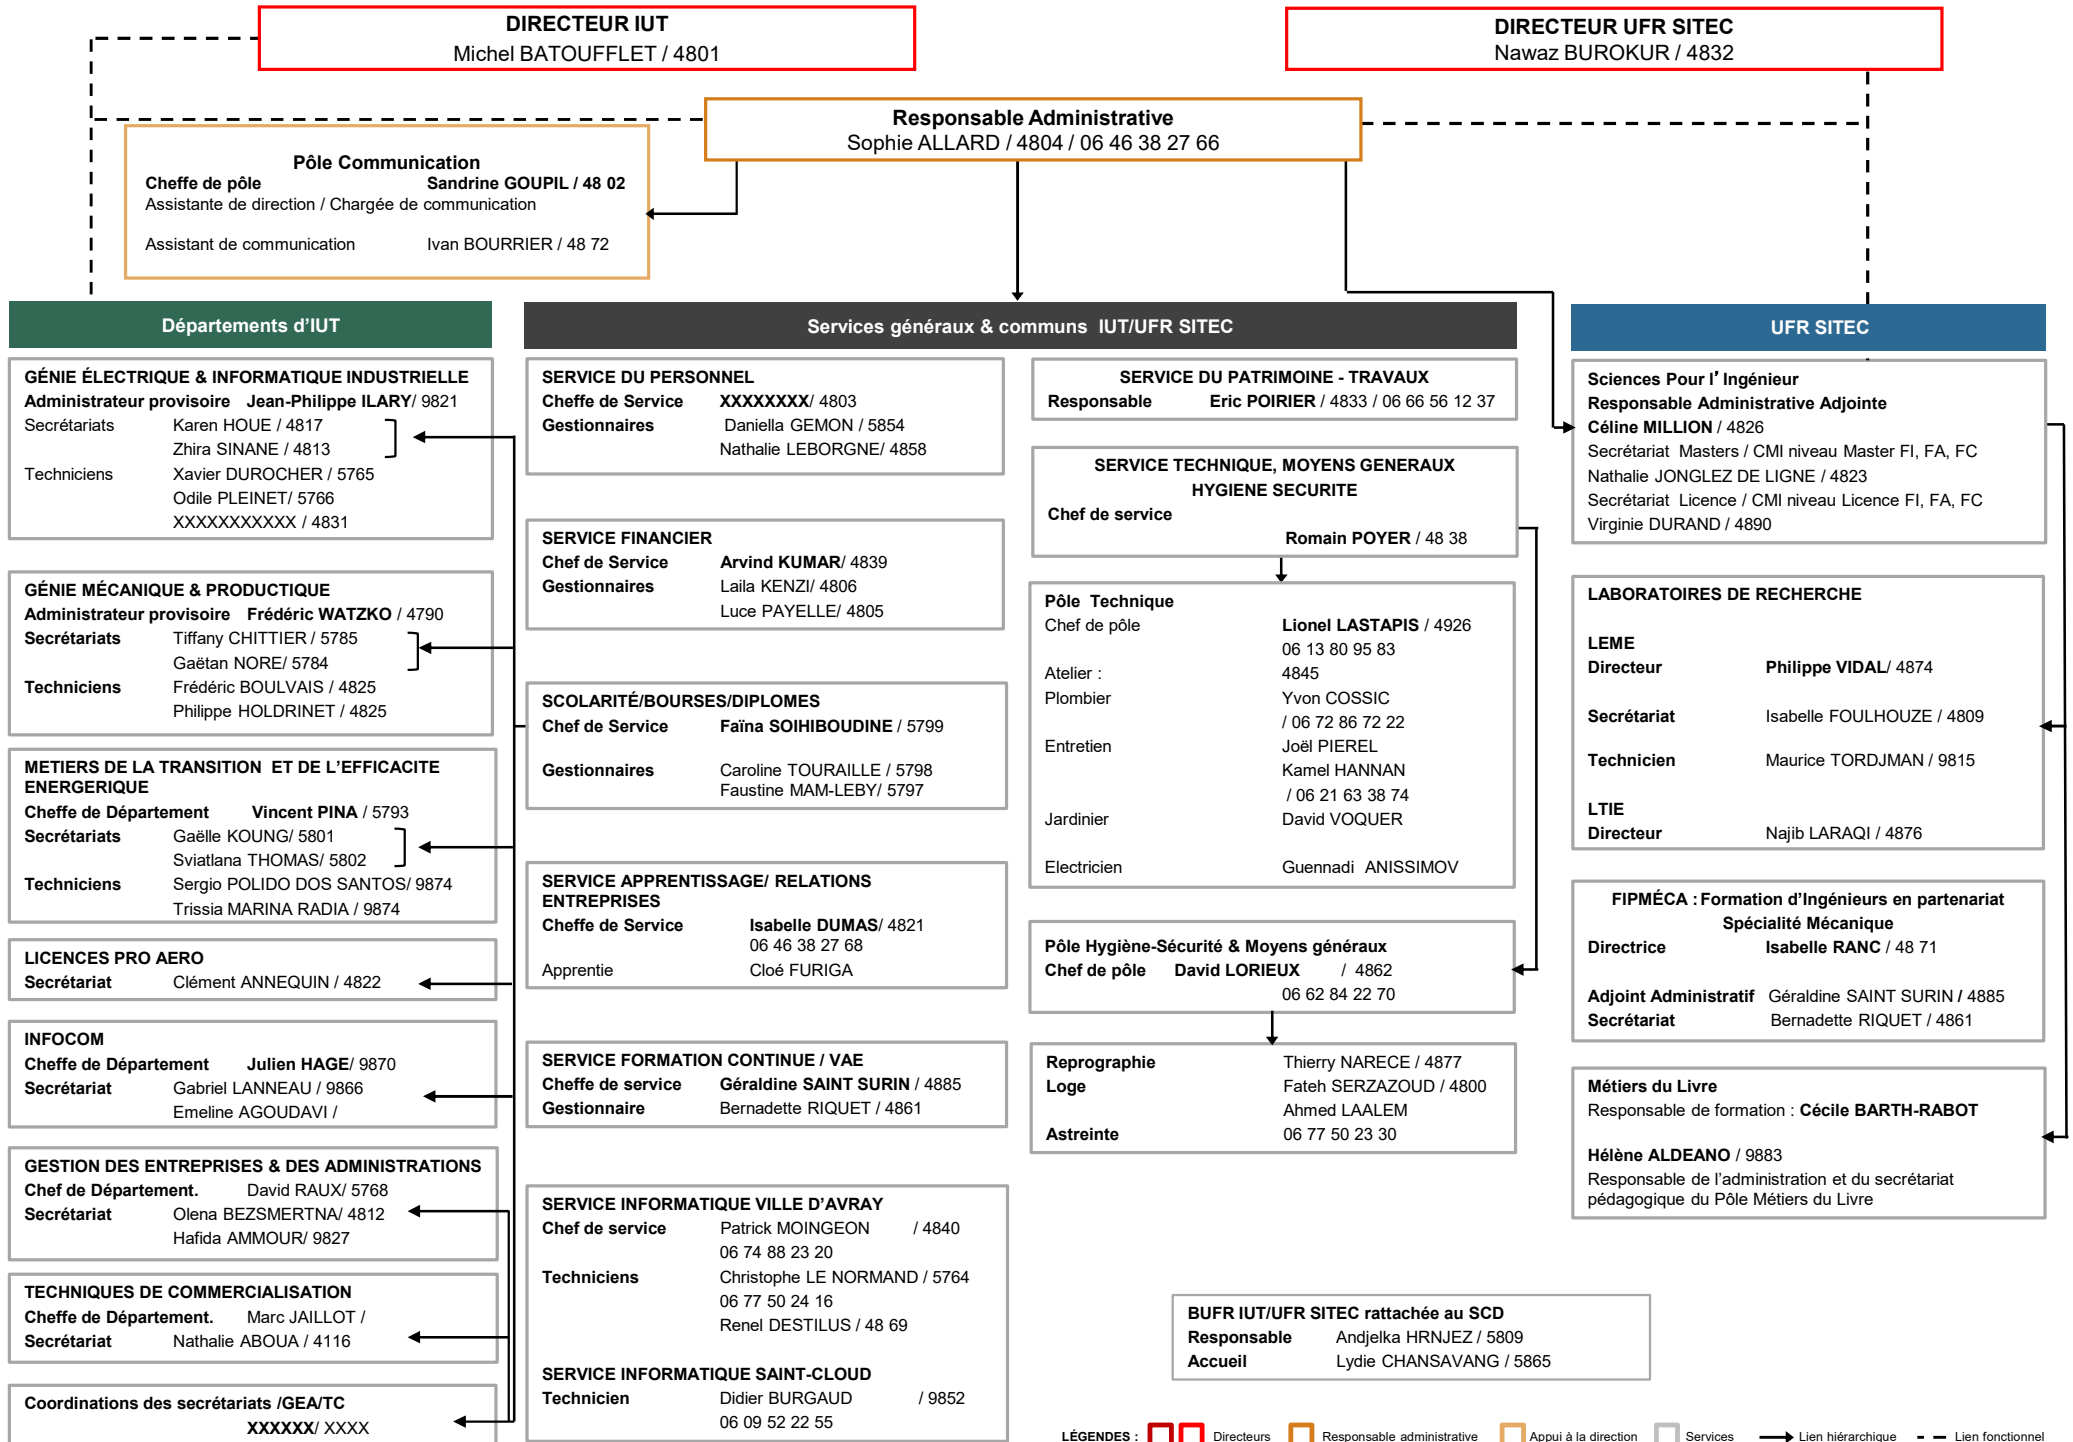 DIRECTEUR IUT
Michel BATOUFFLET / 4801
DIRECTEUR UFR SITEC
Nawaz BUROKUR / 4832
Responsable Administrative
Sophie ALLARD / 4804 / 06 46 38 27 66
Pôle Communication
Cheffe de pôle Sandrine GOUPIL / 48 02
Assistante de direction / Chargée de communication
Assistant de communication Ivan BOURRIER / 48 72
Départements d'IUT
GÉNIE ÉLECTRIQUE & INFORMATIQUE INDUSTRIELLE
Administrateur provisoire Jean-Philippe ILARY/ 9821
Secrétariats Karen HOUE / 4817
Zhira SINANE / 4813
Techniciens Xavier DUROCHER / 5765
Odile PLEINET/ 5766
XXXXXXXXXXX / 4831
GÉNIE MÉCANIQUE & PRODUCTIQUE
Administrateur provisoire Frédéric WATZKO / 4790
Secrétariats Tiffany CHITTIER / 5785
Gaëtan NORE/ 5784
Techniciens Frédéric BOULVAIS / 4825
Philippe HOLDRINET / 4825
METIERS DE LA TRANSITION ET DE L'EFFICACITE
ENERGERIQUE
Cheffe de Département Vincent PINA / 5793
Secrétariats Gaëlle KOUNG/ 5801
Sviatlana THOMAS/ 5802
Techniciens Sergio POLIDO DOS SANTOS/ 9874
Trissia MARINA RADIA / 9874
LICENCES PRO AERO
Secrétariat Clément ANNEQUIN / 4822
INFOCOM
Cheffe de Département Julien HAGE/ 9870
Secrétariat Gabriel LANNEAU / 9866
Emeline AGOUDAVI /
GESTION DES ENTREPRISES & DES ADMINISTRATIONS
Chef de Département. David RAUX/ 5768
Secrétariat Olena BEZSMERTNA/ 4812
Hafida AMMOUR/ 9827
TECHNIQUES DE COMMERCIALISATION
Cheffe de Département. Marc JAILLOT /
Secrétariat Nathalie ABOUA / 4116
Coordinations des secrétariats /GEA/TC
XXXXXX/ XXXX
Services généraux & communs IUT/UFR SITEC
SERVICE DU PERSONNEL
Cheffe de Service XXXXXXXX/ 4803
Gestionnaires Daniella GEMON / 5854
Nathalie LEBORGNE/ 4858
SERVICE FINANCIER
Chef de Service Arvind KUMAR/ 4839
Gestionnaires Laila KENZI/ 4806
Luce PAYELLE/ 4805
SCOLARITÉ/BOURSES/DIPLOMES
Chef de Service Faïna SOIHIBOUDINE / 5799
Gestionnaires Caroline TOURAILLE / 5798
Faustine MAM-LEBY/ 5797
SERVICE APPRENTISSAGE/ RELATIONS
ENTREPRISES
Cheffe de Service Isabelle DUMAS/ 4821
06 46 38 27 68
Apprentie Cloé FURIGA
SERVICE FORMATION CONTINUE / VAE
Cheffe de service Géraldine SAINT SURIN / 4885
Gestionnaire Bernadette RIQUET / 4861
SERVICE INFORMATIQUE VILLE D'AVRAY
Chef de service Patrick MOINGEON / 4840
06 74 88 23 20
Techniciens Christophe LE NORMAND / 5764
06 77 50 24 16
Renel DESTILUS / 48 69
SERVICE INFORMATIQUE SAINT-CLOUD
Technicien Didier BURGAUD / 9852
06 09 52 22 55
SERVICE DU PATRIMOINE - TRAVAUX
Responsable Eric POIRIER / 4833 / 06 66 56 12 37
SERVICE TECHNIQUE, MOYENS GENERAUX
HYGIENE SECURITE
Chef de service
Romain POYER / 48 38
Pôle Technique
Chef de pôle Lionel LASTAPIS / 4926
06 13 80 95 83
Atelier : 4845
Plombier Yvon COSSIC
/ 06 72 86 72 22
Entretien Joël PIEREL
Kamel HANNAN
/ 06 21 63 38 74
Jardinier David VOQUER
Electricien Guennadi ANISSIMOV
Pôle Hygiène-Sécurité & Moyens généraux
Chef de pôle David LORIEUX / 4862
06 62 84 22 70
Reprographie Thierry NARECE / 4877
Loge Fateh SERZAZOUD / 4800
Ahmed LAALEM
Astreinte 06 77 50 23 30
BUFR IUT/UFR SITEC rattachée au SCD
Responsable Andjelka HRNJEZ / 5809
Accueil Lydie CHANSAVANG / 5865
UFR SITEC
Sciences Pour l'Ingénieur
Responsable Administrative Adjointe
Céline MILLION / 4826
Secrétariat Masters / CMI niveau Master FI, FA, FC
Nathalie JONGLEZ DE LIGNE / 4823
Secrétariat Licence / CMI niveau Licence FI, FA, FC
Virginie DURAND / 4890
LABORATOIRES DE RECHERCHE
LEME
Directeur Philippe VIDAL/ 4874
Secrétariat Isabelle FOULHOUZE / 4809
Technicien Maurice TORDJMAN / 9815
LTIE
Directeur Najib LARAQI / 4876
FIPMÉCA : Formation d'Ingénieurs en partenariat
Spécialité Mécanique
Directrice Isabelle RANC / 48 71
Adjoint Administratif Géraldine SAINT SURIN / 4885
Secrétariat Bernadette RIQUET / 4861
Métiers du Livre
Responsable de formation : Cécile BARTH-RABOT
Hélène ALDEANO / 9883
Responsable de l'administration et du secrétariat
pédagogique du Pôle Métiers du Livre
LÉGENDES : Directeurs Responsable administrative Appui à la direction Services Lien hiérarchique Lien fonctionnel